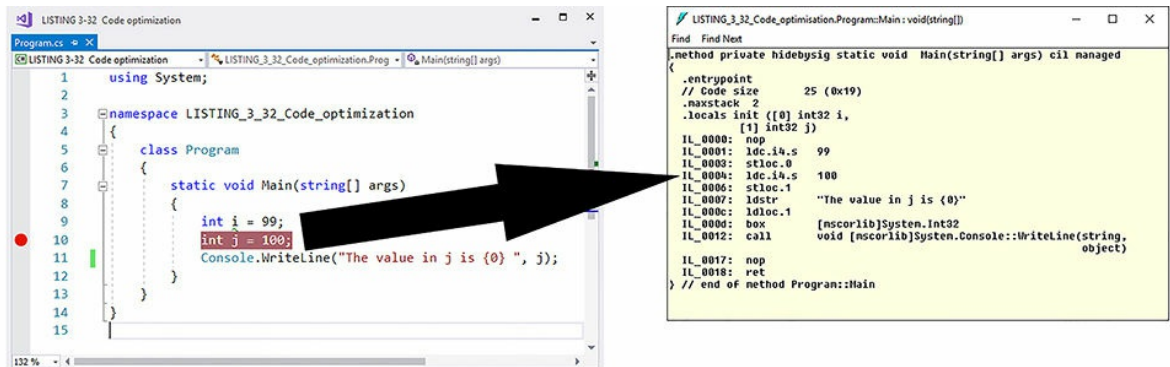 LISTING 3-32 Code optimization
Program.cs
LISTING 3-32 Code optimization
LISTING_3_32_Code_optimization.Prog
Main(string[] args)
1 using System;
2
3 namespace LISTING_3_32_Code_optimization
4 {
5 class Program
6 {
7 static void Main(string[] args)
8 {
9 int i = 99;
10 int j = 100;
11 Console.WriteLine("The value in j is {0} ", j);
12 }
13 }
14 }
15
132 %
LISTING_3_32_Code_optimisation.Program::Main : void(string[])
Find Find Next
.method private hidebysig static void Main(string[] args) cil managed
{
.entrypoint
// Code size 25 (0x19)
.maxstack 2
.locals init ([0] int32 i,
[1] int32 j)
IL_0000: nop
IL_0001: ldc.i4.s 99
IL_0003: stloc.0
IL_0004: ldc.i4.s 100
IL_0006: stloc.1
IL_0007: ldstr "The value in j is {0}"
IL_000c: ldloc.1
IL_000d: box [mscorlib]System.Int32
IL_0012: call void [mscorlib]System.Console::WriteLine(string,
object)
IL_0017: nop
IL_0018: ret
} // end of method Program::Main